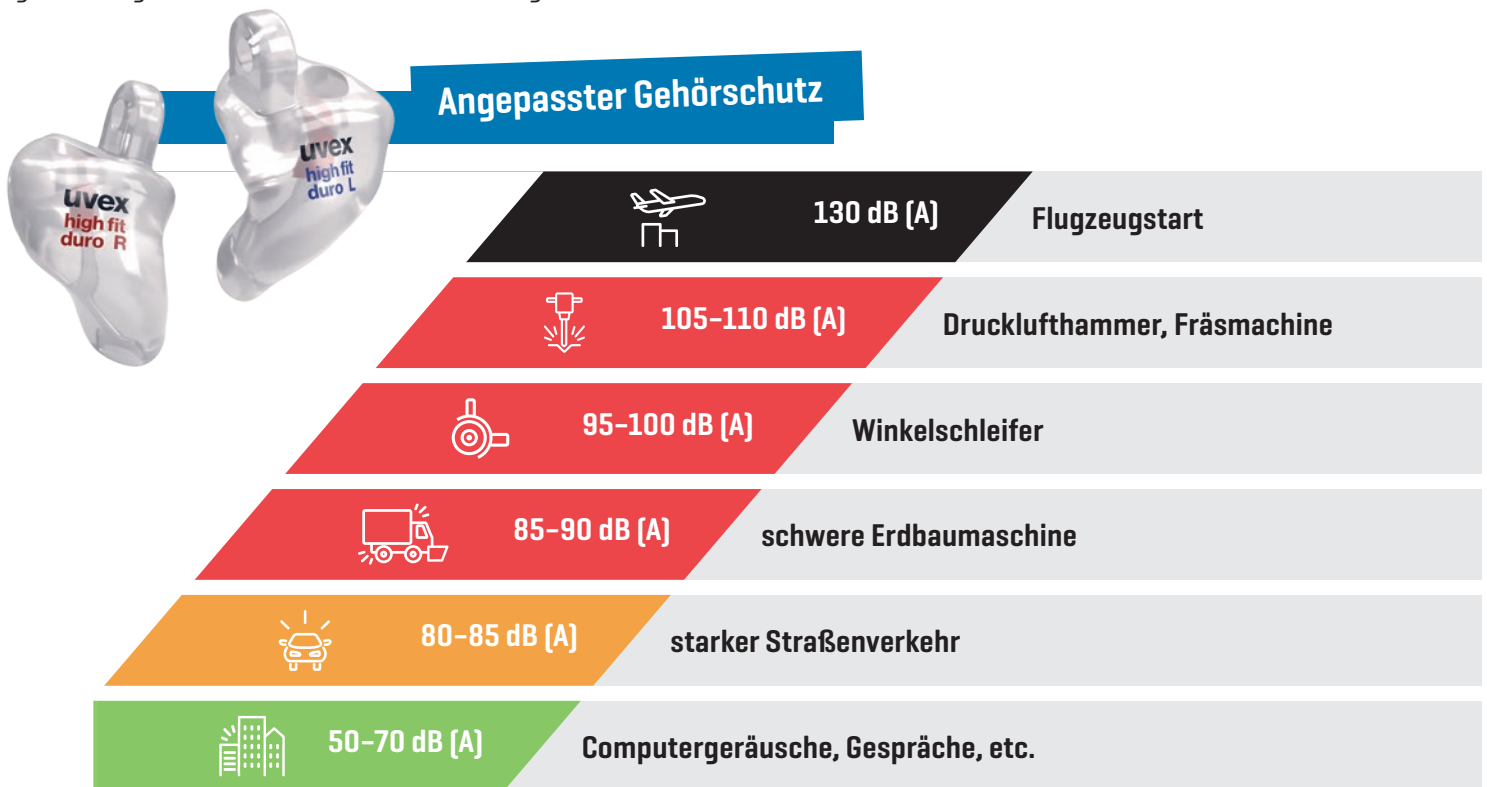 Angepasster Gehörschutz
uvex
high fit
duro L
uvex
high fit
duro R
130 dB (A) Flugzeugstart
105–110 dB (A) Drucklufthammer, Fräsmachine
95–100 dB (A) Winkelschleifer
85–90 dB (A) schwere Erdbaumaschine
80–85 dB (A) starker Straßenverkehr
50–70 dB (A) Computergeräusche, Gespräche, etc.